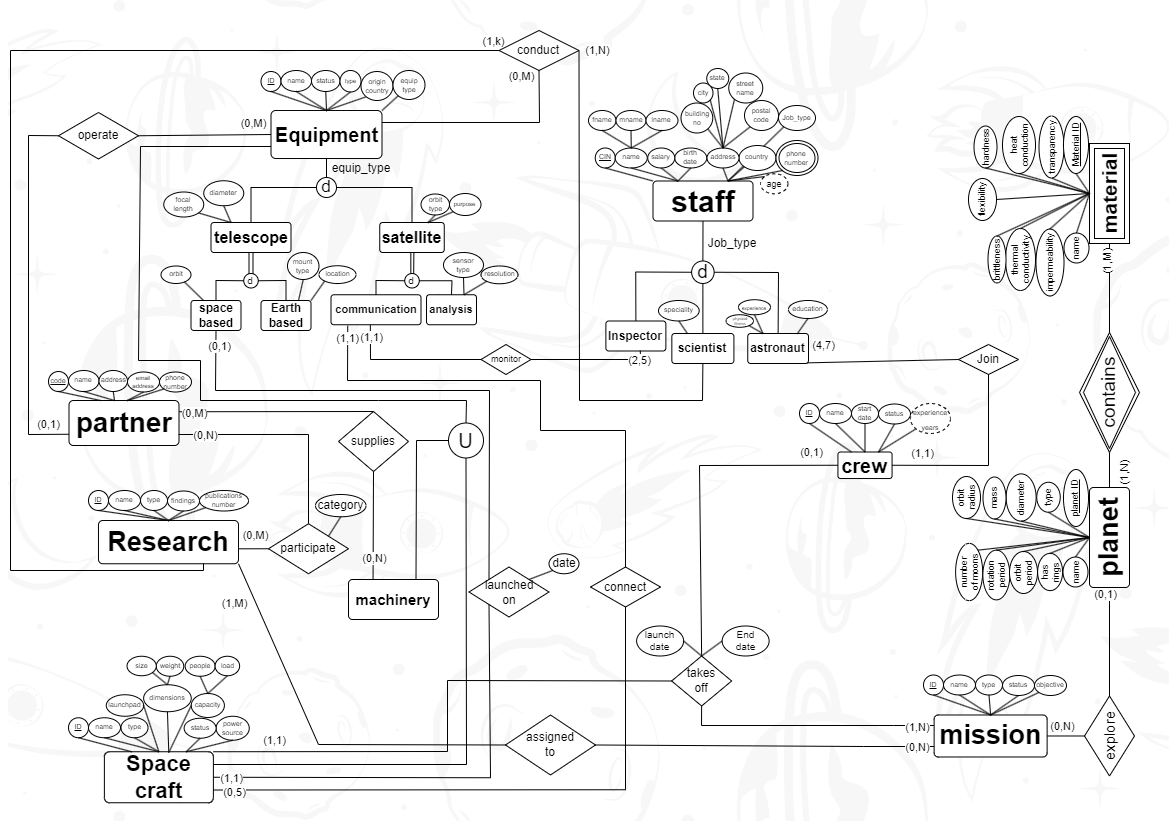 (1,k)
conduct
(1,N)
(0,M)
ID
name
status
type
origin
country
equip
type
Equipment
(0,M)
operate
equip_type
d
focal
length
diameter
orbit
type
purpose
telescope
satellite
d
d
orbit
mount
type
location
sensor
type
resolution
space
based
Earth
based
communication
analysis
(0,1)
(1,1)
(1,1)
monitor
(2,5)
state
city
street
name
building
no
postal
code
Job_type
fname
mname
lname
CIN
name
salary
birth
date
address
country
phone
number
age
staff
Job_type
d
speciality
experience
physical
fitness
education
Inspector
scientist
astronaut
(4,7)
Join
hardness
heat
conduction
transparency
Material ID
flexibility
material
brittleness
thermal
conductivity
impermeability
name
(1,M)
contains
(1,N)
code
name
address
email
address
phone
number
partner
(0,1)
(0,M)
(0,N)
supplies
U
ID
name
start
date
status
experience
years
(0,1)
crew
(1,1)
ID
name
type
findings
publications
number
Research
(0,M)
category
participate
(0,N)
machinery
(1,M)
launched
on
date
connect
orbit
radius
mass
diameter
type
planet ID
planet
number
of moons
rotation
period
orbit
period
has
rings
name
(0,1)
launch
date
End
date
takes
off
size
weight
people
load
launchpad
dimensions
capacity
ID
name
type
status
power
source
Space
craft
(1,1)
(1,1)
(0,5)
assigned
to
ID
name
type
status
objective
(1,N)
(0,N)
mission
(0,N)
explore